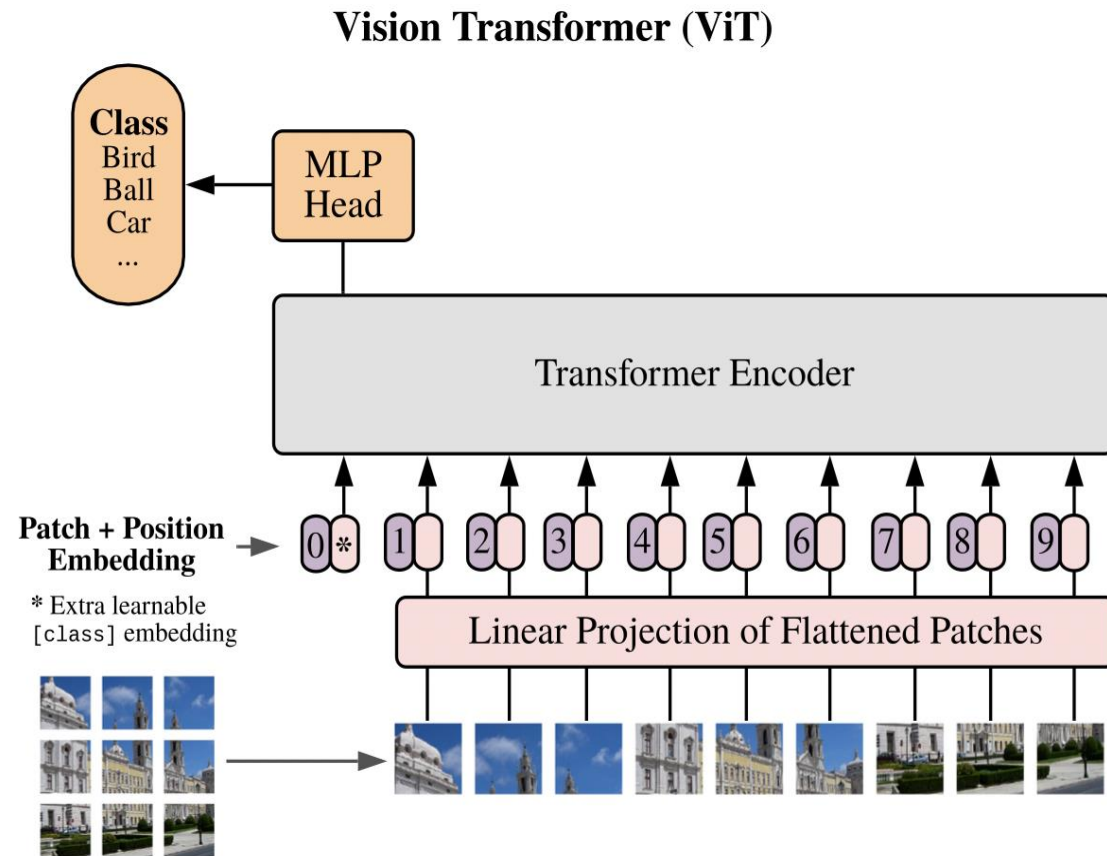 Vision Transformer (ViT)
Class
Bird
Ball
Car
...
MLP
Head
Transformer Encoder
Patch + Position
Embedding
0 * 1 2 3 4 5 6 7 8 9
* Extra learnable
[class] embedding
Linear Projection of Flattened Patches